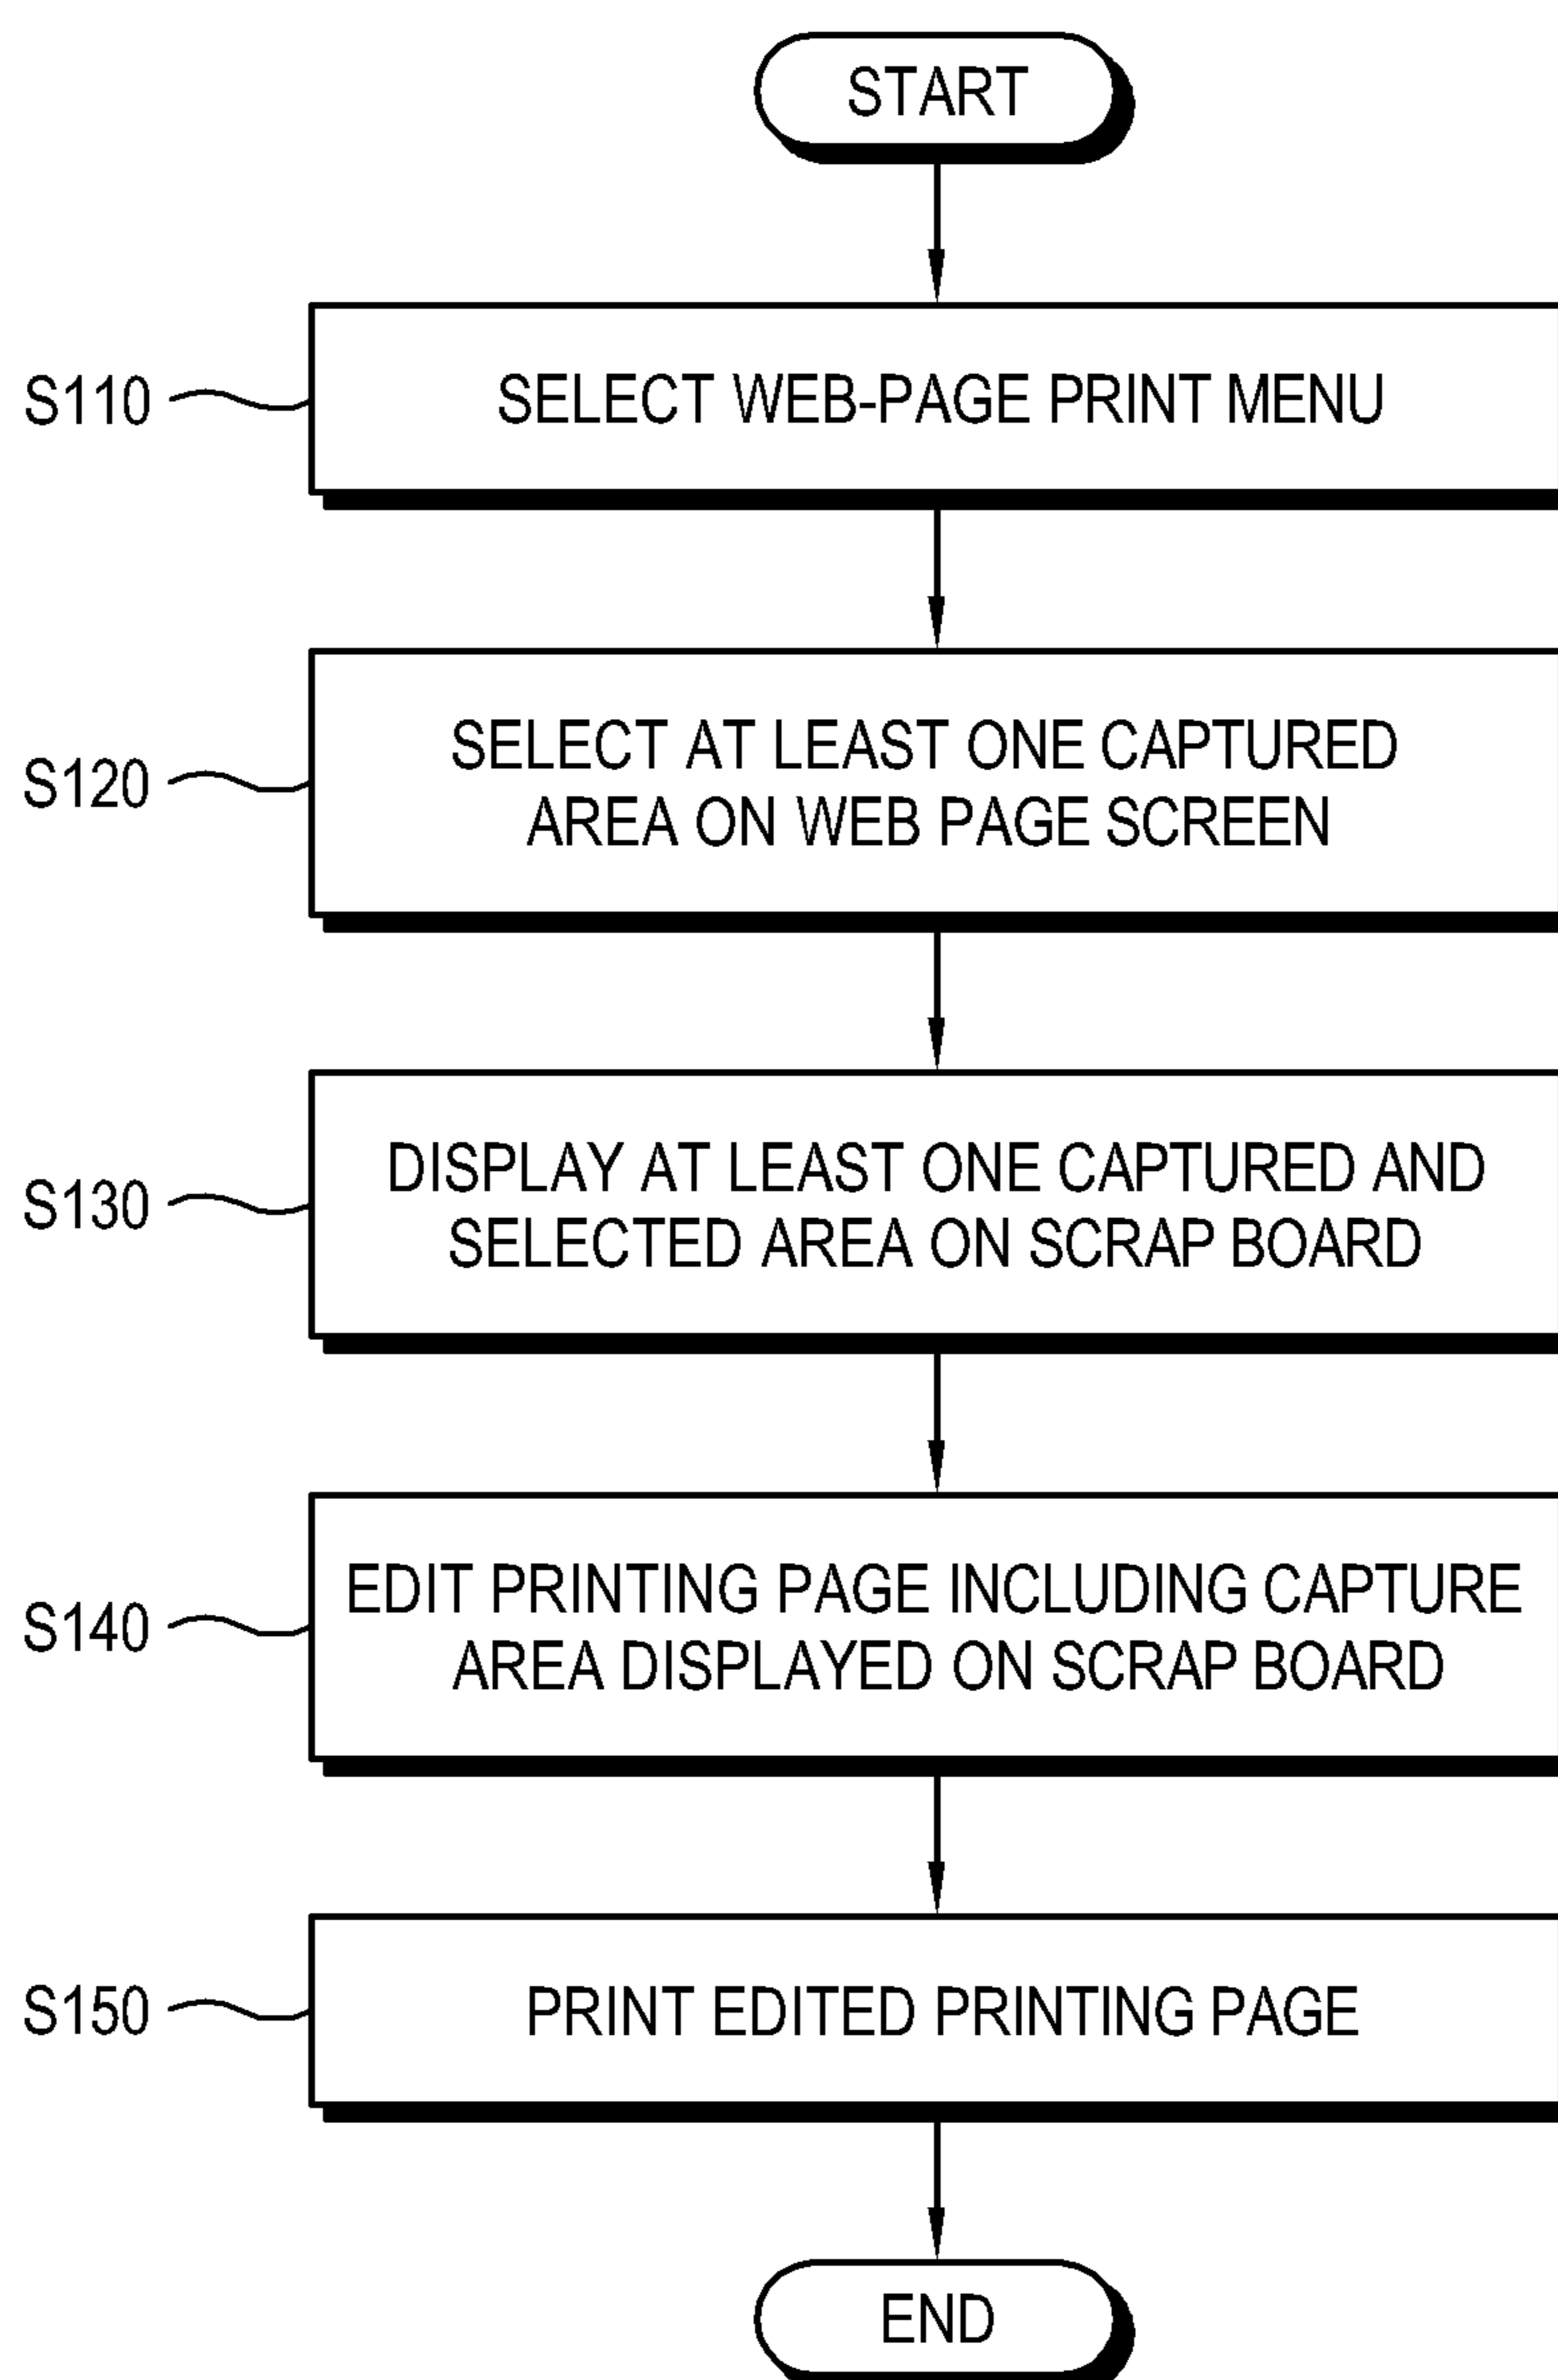 START
S110
SELECT WEB-PAGE PRINT MENU
S120
SELECT AT LEAST ONE CAPTURED
AREA ON WEB PAGE SCREEN
S130
DISPLAY AT LEAST ONE CAPTURED AND
SELECTED AREA ON SCRAP BOARD
S140
EDIT PRINTING PAGE INCLUDING CAPTURE
AREA DISPLAYED ON SCRAP BOARD
S150
PRINT EDITED PRINTING PAGE
END